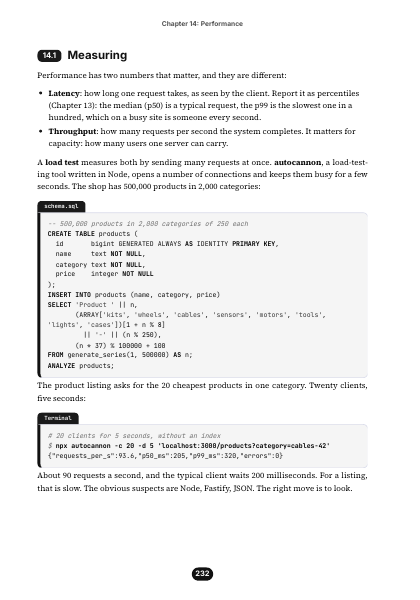 Chapter 14: Performance
14.1 Measuring
Performance has two numbers that matter, and they are different:
• Latency: how long one request takes, as seen by the client. Report it as percentiles
(Chapter 13): the median (p50) is a typical request, the p99 is the slowest one in a
hundred, which on a busy site is someone every second.
• Throughput: how many requests per second the system completes. It matters for
capacity: how many users one server can carry.
A load test measures both by sending many requests at once. autocannon, a load-test-
ing tool written in Node, opens a number of connections and keeps them busy for a few
seconds. The shop has 500,000 products in 2,000 categories:
schema.sql
-- 500,000 products in 2,000 categories of 250 each
CREATE TABLE products (
  id       bigint GENERATED ALWAYS AS IDENTITY PRIMARY KEY,
  name     text NOT NULL,
  category text NOT NULL,
  price    integer NOT NULL
);
INSERT INTO products (name, category, price)
SELECT 'Product ' || n,
       (ARRAY['kits', 'wheels', 'cables', 'sensors', 'motors', 'tools',
'lights', 'cases'])[1 + n % 8]
         || '-' || (n % 250),
       (n * 37) % 100000 + 100
FROM generate_series(1, 500000) AS n;
ANALYZE products;
The product listing asks for the 20 cheapest products in one category. Twenty clients,
five seconds:
Terminal
# 20 clients for 5 seconds, without an index
$ npx autocannon -c 20 -d 5 'localhost:3000/products?category=cables-42'
{"requests_per_s":93.6,"p50_ms":205,"p99_ms":320,"errors":0}
About 90 requests a second, and the typical client waits 200 milliseconds. For a listing,
that is slow. The obvious suspects are Node, Fastify, JSON. The right move is to look.
232